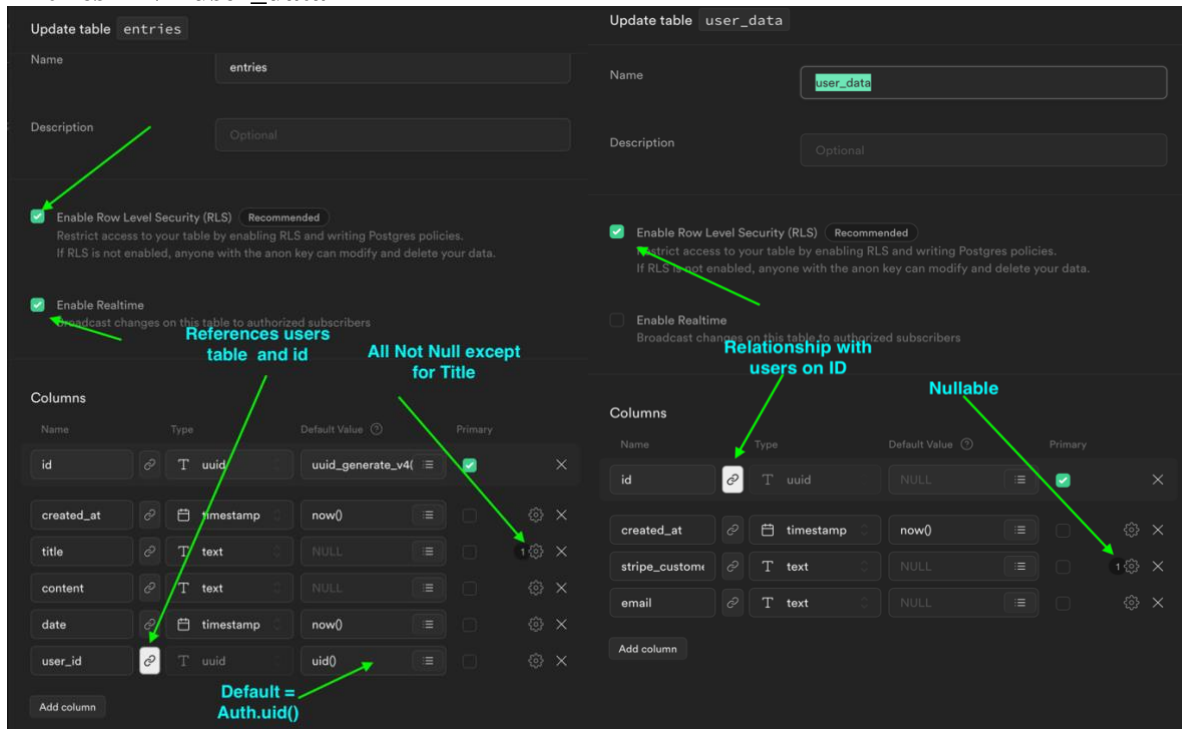 Update table entries
Name
entries
Description
Optional
Enable Row Level Security (RLS) Recommended
Restrict access to your table by enabling RLS and writing Postgres policies.
If RLS is not enabled, anyone with the anon key can modify and delete your data.
Enable Realtime
Broadcast changes on this table to authorized subscribers
References users
table and id
All Not Null except
for Title
Columns
Name Type Default Value Primary
id T uuid uuid_generate_v4(
created_at timestamp now()
title T text NULL 1
content T text NULL
date timestamp now()
user_id T uuid uid()
Default =
Auth.uid()
Add column
Update table user_data
Name
user_data
Description
Optional
Enable Row Level Security (RLS) Recommended
Restrict access to your table by enabling RLS and writing Postgres policies.
If RLS is not enabled, anyone with the anon key can modify and delete your data.
Enable Realtime
Broadcast changes on this table to authorized subscribers
Relationship with
users on ID
Nullable
Columns
Name Type Default Value Primary
id T uuid NULL
created_at timestamp now()
stripe_custome T text NULL 1
email T text NULL
Add column